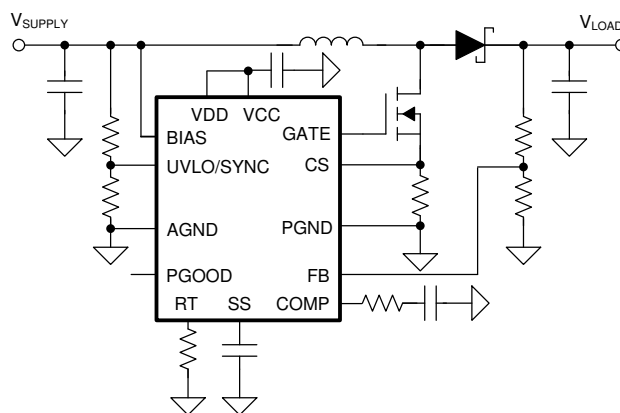 VSUPPLY
VLOAD
VDD VCC
BIAS
GATE
UVLO/SYNC
CS
AGND
PGND
PGOOD
FB
RT SS COMP